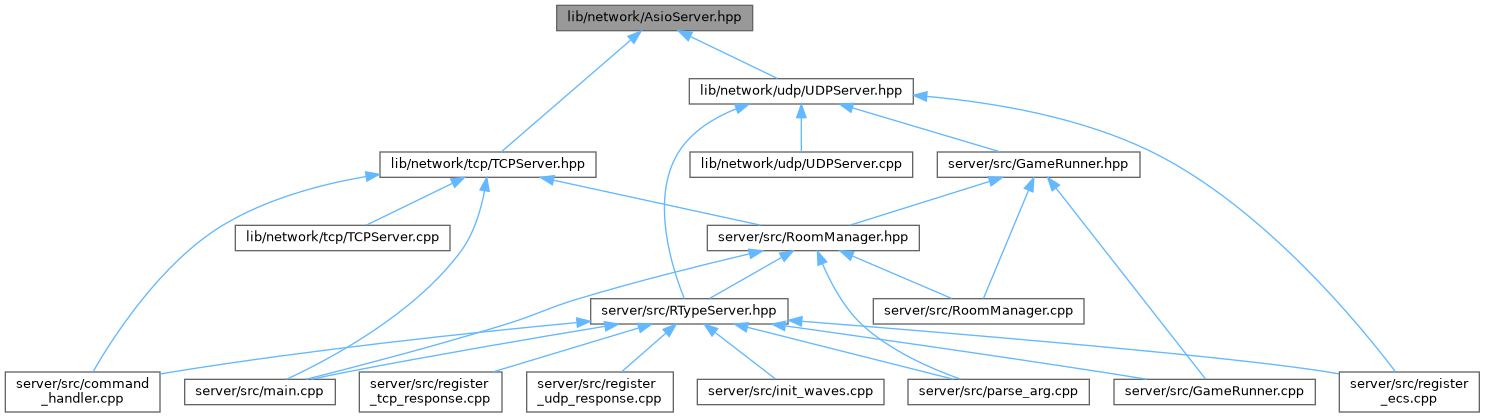 lib/network/AsioServer.hpp
lib/network/udp/UDPServer.hpp
lib/network/tcp/TCPServer.hpp
lib/network/udp/UDPServer.cpp
server/src/GameRunner.hpp
lib/network/tcp/TCPServer.cpp
server/src/RoomManager.hpp
server/src/RTypeServer.hpp
server/src/RoomManager.cpp
server/src/command
_handler.cpp
server/src/main.cpp
server/src/register
_tcp_response.cpp
server/src/register
_udp_response.cpp
server/src/init_waves.cpp
server/src/parse_arg.cpp
server/src/GameRunner.cpp
server/src/register
_ecs.cpp